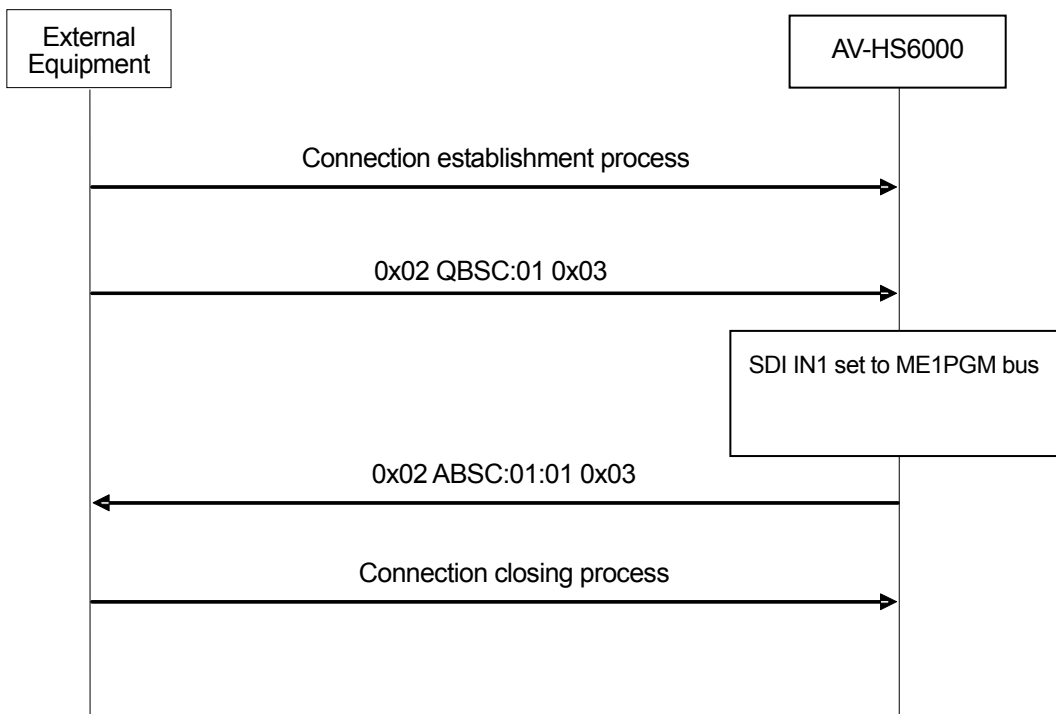 External
Equipment
AV-HS6000
Connection establishment process
0x02 QBSC:01 0x03
SDI IN1 set to ME1PGM bus
0x02 ABSC:01:01 0x03
Connection closing process